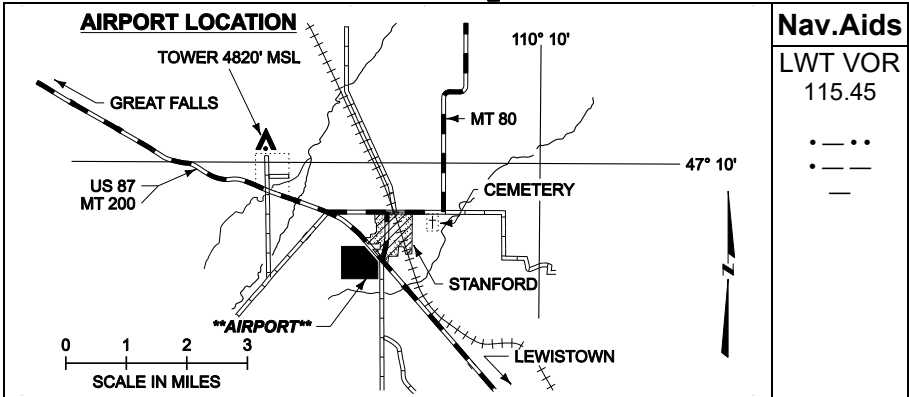 AIRPORT LOCATION
TOWER 4820' MSL
110° 10'
GREAT FALLS
MT 80
47° 10'
US 87
MT 200
CEMETERY
STANFORD
**AIRPORT**
N
0 1 2 3
SCALE IN MILES
LEWISTOWN
Nav.Aids
LWT VOR
115.45
• — • •
• — —
—